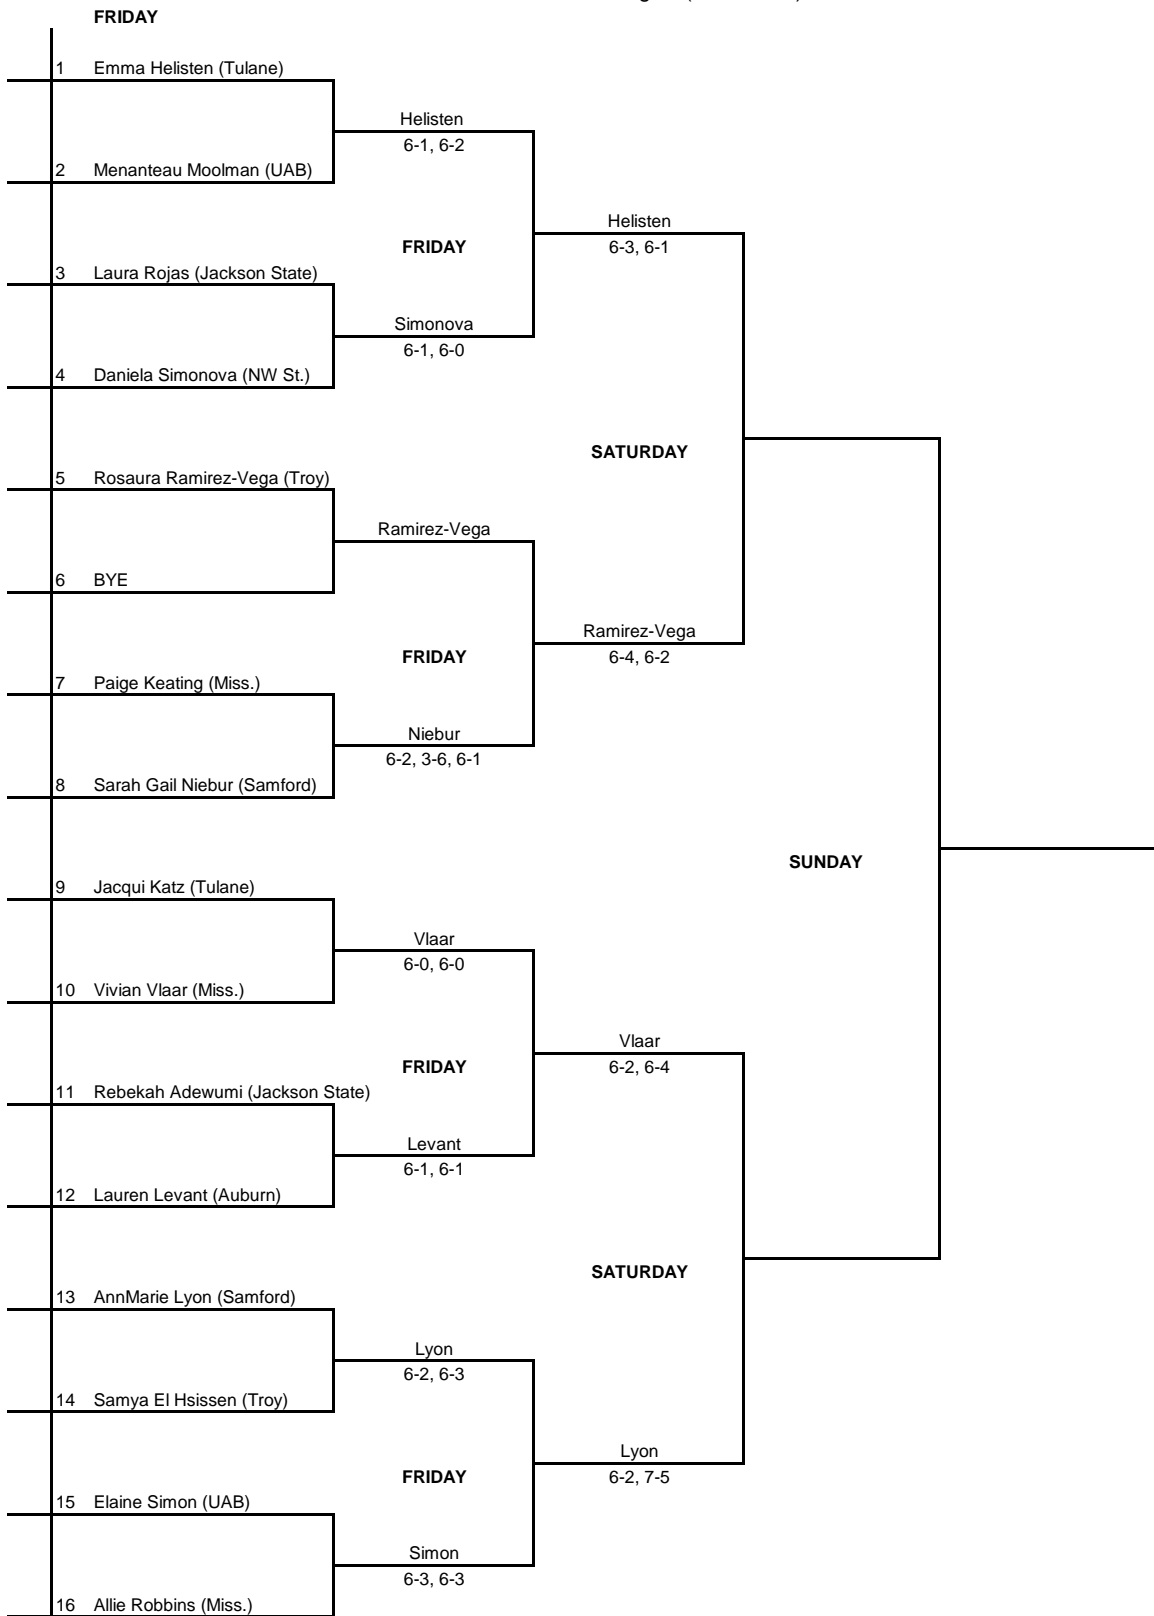 FRIDAY
1 Emma Helisten (Tulane)
Helisten
6-1, 6-2
2 Menanteau Moolman (UAB)
Helisten
FRIDAY 6-3, 6-1
3 Laura Rojas (Jackson State)
Simonova
6-1, 6-0
4 Daniela Simonova (NW St.)
SATURDAY
5 Rosaura Ramirez-Vega (Troy)
Ramirez-Vega
6 BYE
Ramirez-Vega
FRIDAY 6-4, 6-2
7 Paige Keating (Miss.)
Niebur
6-2, 3-6, 6-1
8 Sarah Gail Niebur (Samford)
SUNDAY
9 Jacqui Katz (Tulane)
Vlaar
6-0, 6-0
10 Vivian Vlaar (Miss.)
Vlaar
FRIDAY 6-2, 6-4
11 Rebekah Adewumi (Jackson State)
Levant
6-1, 6-1
12 Lauren Levant (Auburn)
SATURDAY
13 AnnMarie Lyon (Samford)
Lyon
6-2, 6-3
14 Samya El Hsissen (Troy)
Lyon
FRIDAY 6-2, 7-5
15 Elaine Simon (UAB)
Simon
6-3, 6-3
16 Allie Robbins (Miss.)